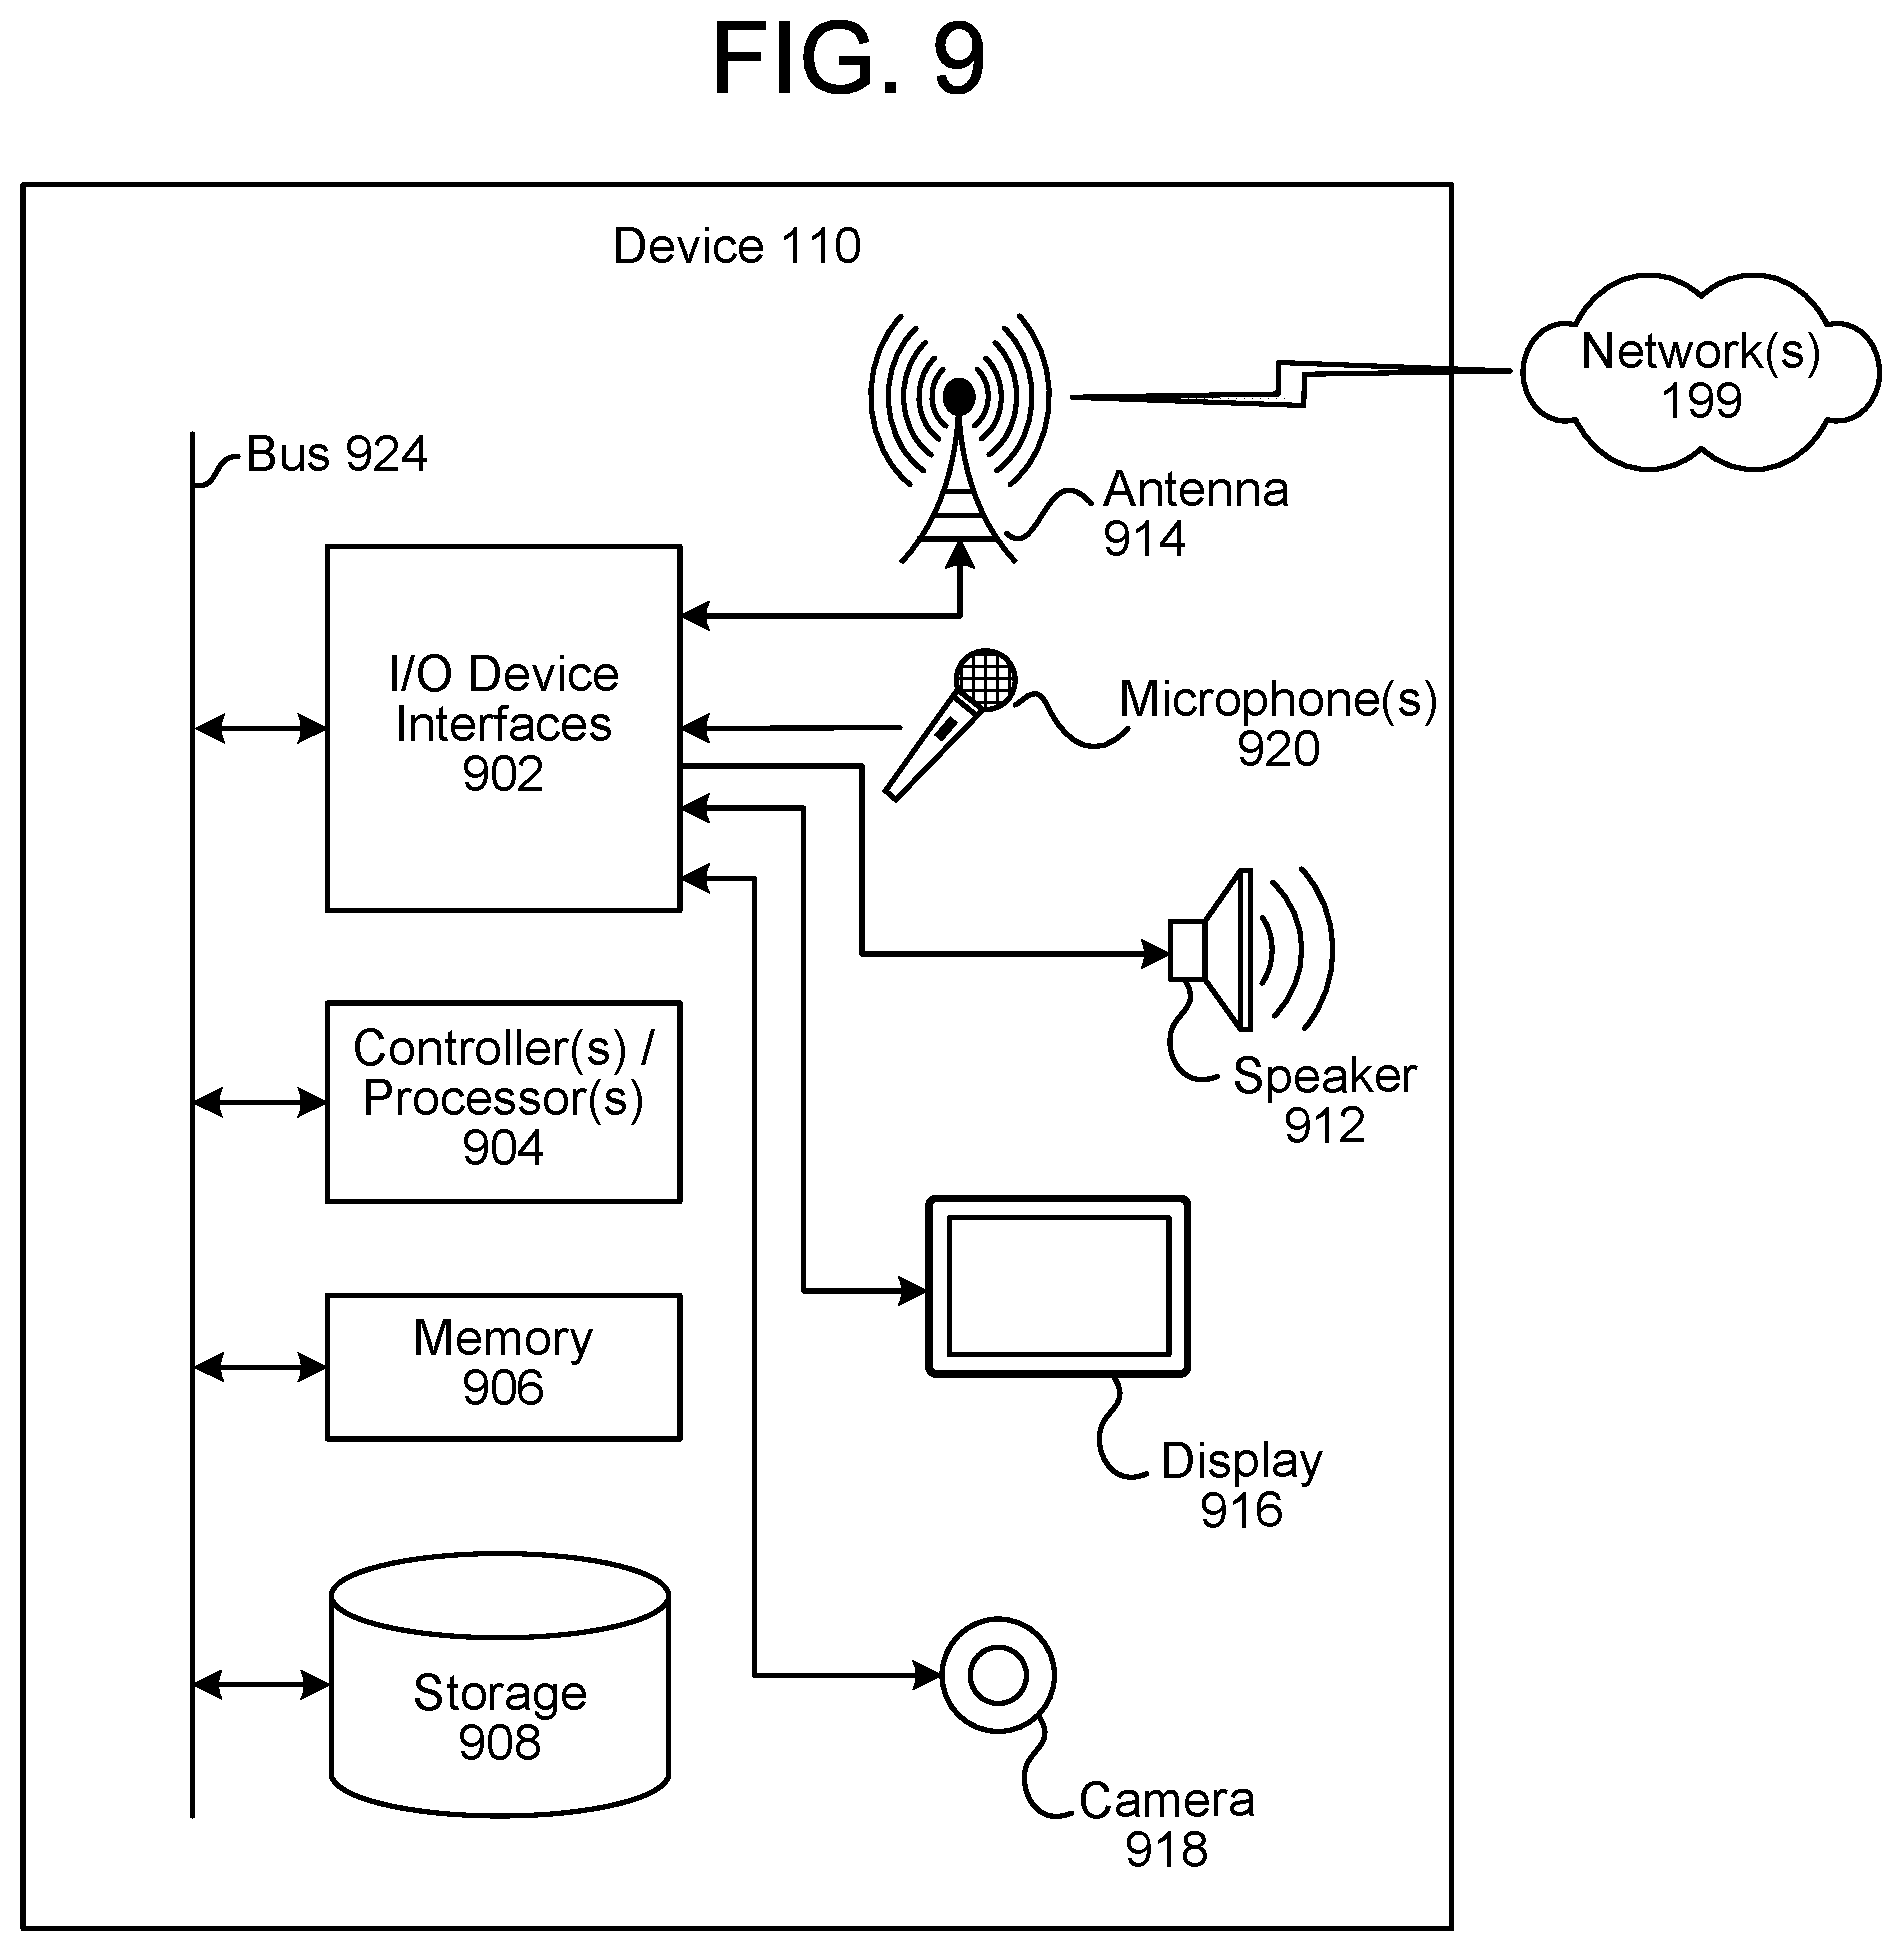 FIG. 9
Device 110
Network(s)
199
Bus 924
Antenna
914
I/O Device
Interfaces
902
Microphone(s)
920
Controller(s) /
Processor(s)
904
Speaker
912
Memory
906
Display
916
Storage
908
Camera
918